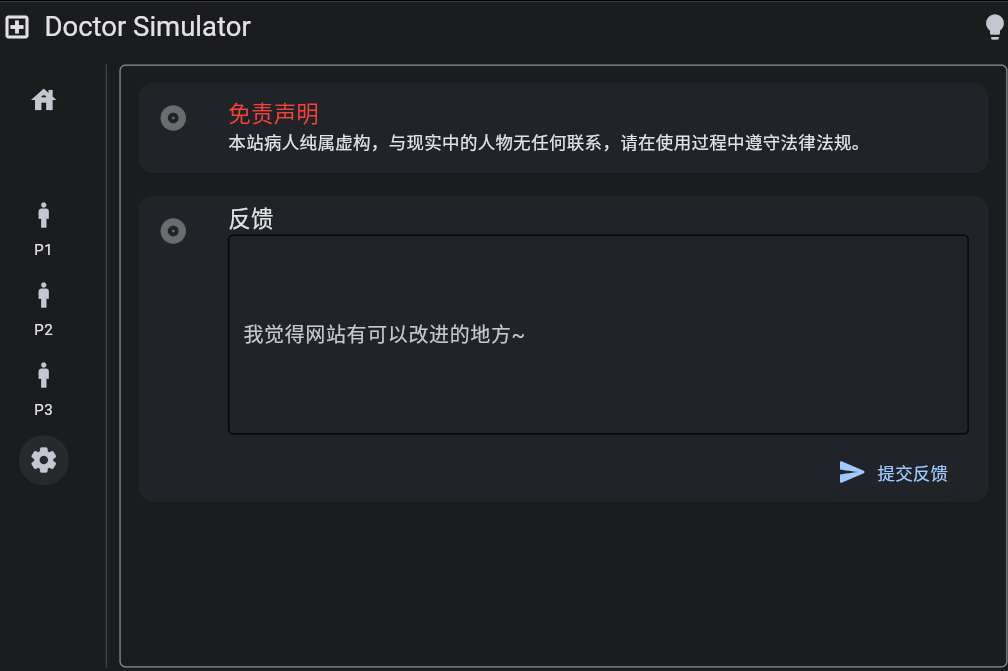 Doctor Simulator
免责声明
本站病人纯属虚构，与现实中的人物无任何联系，请在使用过程中遵守法律法规。
P1
反馈
我觉得网站有可以改进的地方~
P2
P3
提交反馈